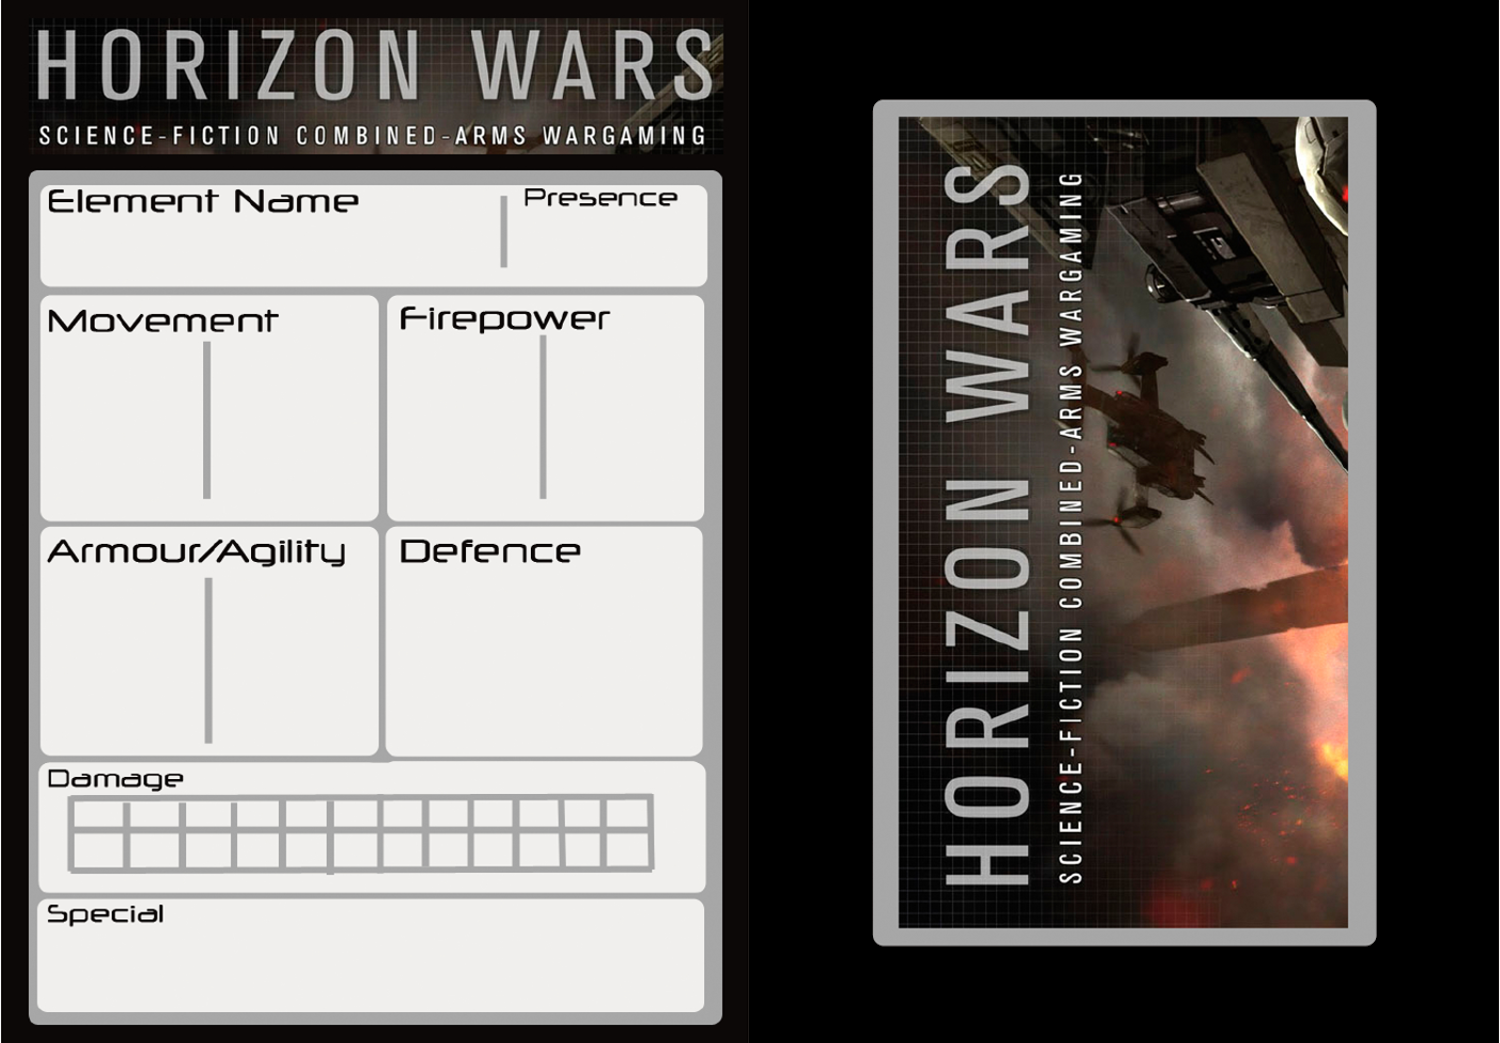 HORIZON WARS
SCIENCE-FICTION COMBINED-ARMS WARGAMING
Element Name
Presence
Movement
Firepower
Armour/Agility
Defence
Damage
Special
HORIZON WARS
SCIENCE-FICTION COMBINED-ARMS WARGAMING